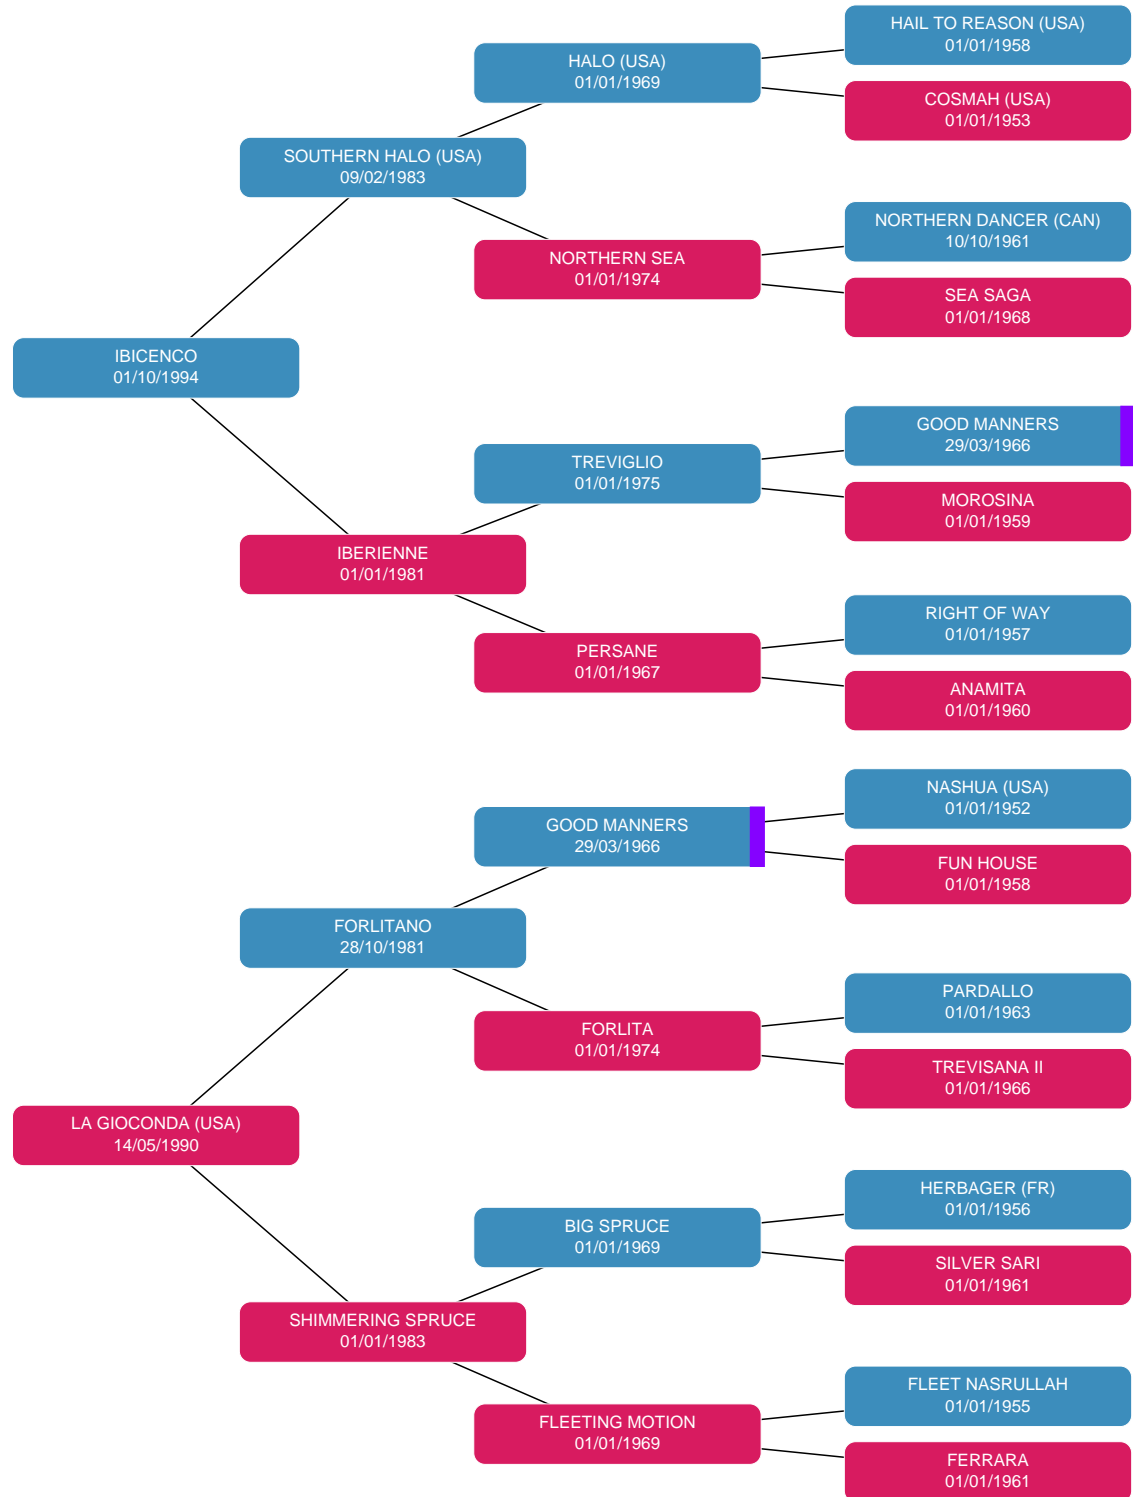 HAIL TO REASON (USA)
01/01/1958
HALO (USA)
01/01/1969
COSMAH (USA)
01/01/1953
SOUTHERN HALO (USA)
09/02/1983
NORTHERN DANCER (CAN)
10/10/1961
NORTHERN SEA
01/01/1974
SEA SAGA
01/01/1968
IBICENCO
01/10/1994
GOOD MANNERS
29/03/1966
TREVIGLIO
01/01/1975
MOROSINA
01/01/1959
IBERIENNE
01/01/1981
RIGHT OF WAY
01/01/1957
PERSANE
01/01/1967
ANAMITA
01/01/1960
NASHUA (USA)
01/01/1952
GOOD MANNERS
29/03/1966
FUN HOUSE
01/01/1958
FORLITANO
28/10/1981
PARDALLO
01/01/1963
FORLITA
01/01/1974
TREVISANA II
01/01/1966
LA GIOCONDA (USA)
14/05/1990
HERBAGER (FR)
01/01/1956
BIG SPRUCE
01/01/1969
SILVER SARI
01/01/1961
SHIMMERING SPRUCE
01/01/1983
FLEET NASRULLAH
01/01/1955
FLEETING MOTION
01/01/1969
FERRARA
01/01/1961